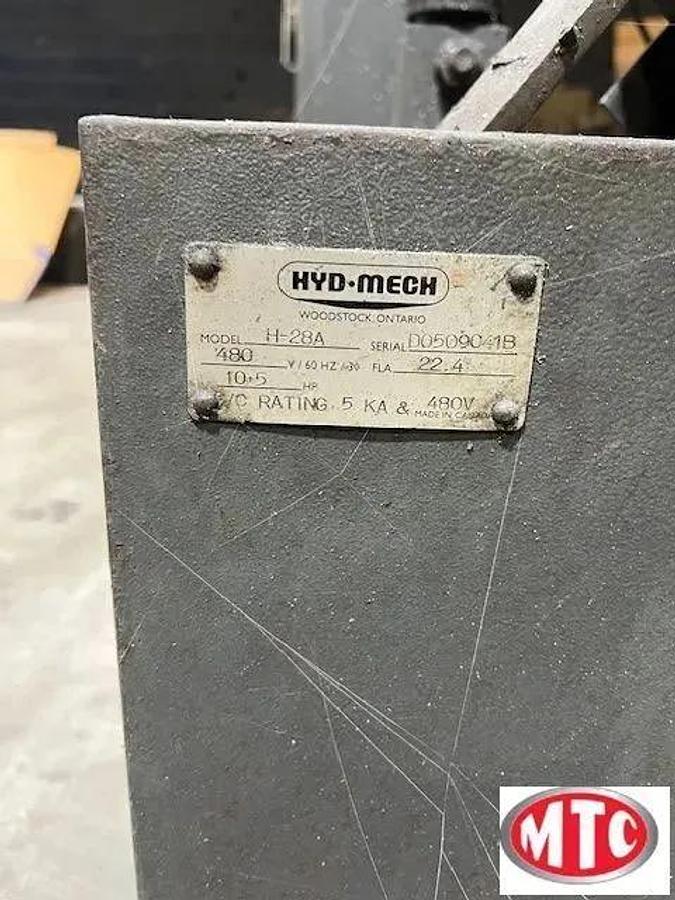 HYD·MECH
WOODSTOCK, ONTARIO
MODEL H-28A SERIAL D0509041B
480 V / 60 HZ / 3Ø FLA 22.4
10+5 HP
/C RATING 5 KA & 480V
MADE IN CANADA
MTC